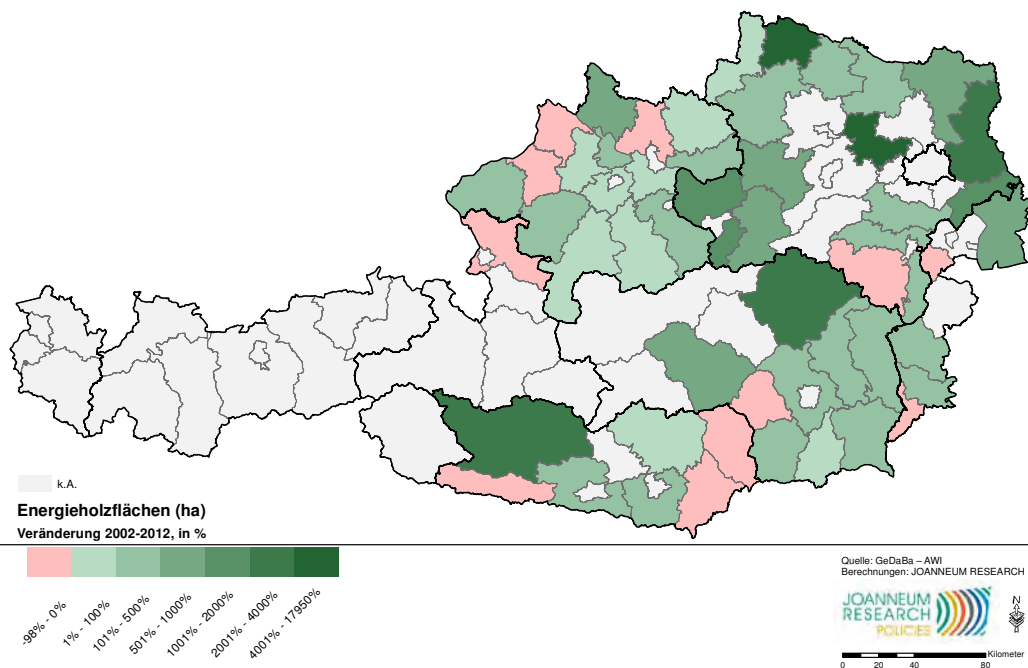 k.A.
Energieholzflächen (ha)
Veränderung 2002-2012, in %
-98% - 0%
1% - 100%
101% - 500%
501% - 1000%
1001% - 2000%
2001% - 4000%
4001% - 17950%
Quelle: GeDaBa – AWI
Berechnungen: JOANNEUM RESEARCH
JOANNEUM
RESEARCH
POLICIES
N
Kilometer
0 20 40 80